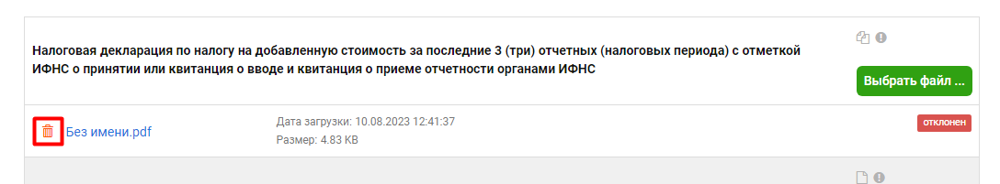 Налоговая декларация по налогу на добавленную стоимость за последние 3 (три) отчетных (налоговых периода) с отметкой
ИФНС о принятии или квитанция о вводе и квитанция о приеме отчетности органами ИФНС
Выбрать файл ...
Без имени.pdf
Дата загрузки: 10.08.2023 12:41:37
Размер: 4.83 KB
отклонен